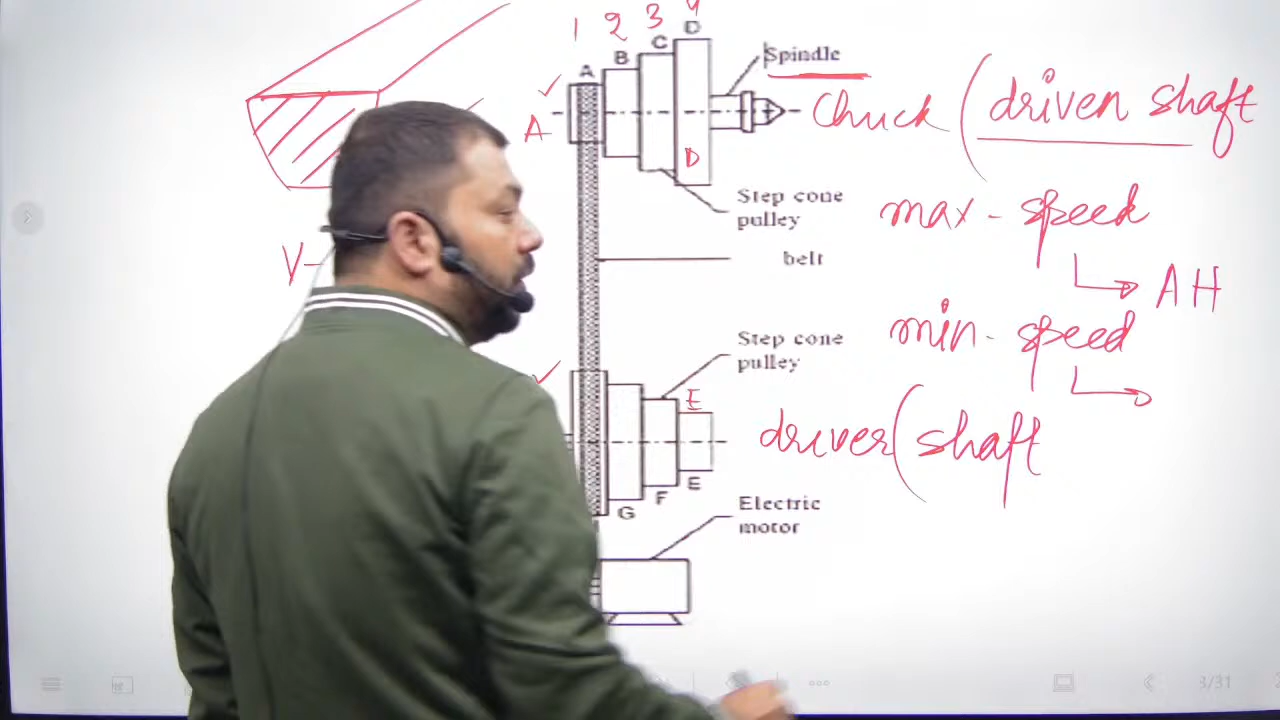 1 2 3 4
D
C
B
A
Spindle
A
Chuck (driven shaft
D
Step cone
pulley
max - speed
V-
belt
AH
min - speed
Step cone
pulley
E
driver (shaft
E
F
G
Electric
motor
3/31